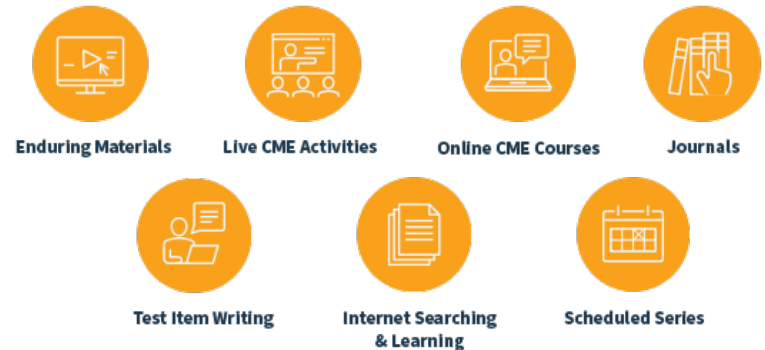 Enduring Materials
Live CME Activities
Online CME Courses
Journals
Test Item Writing
Internet Searching
& Learning
Scheduled Series